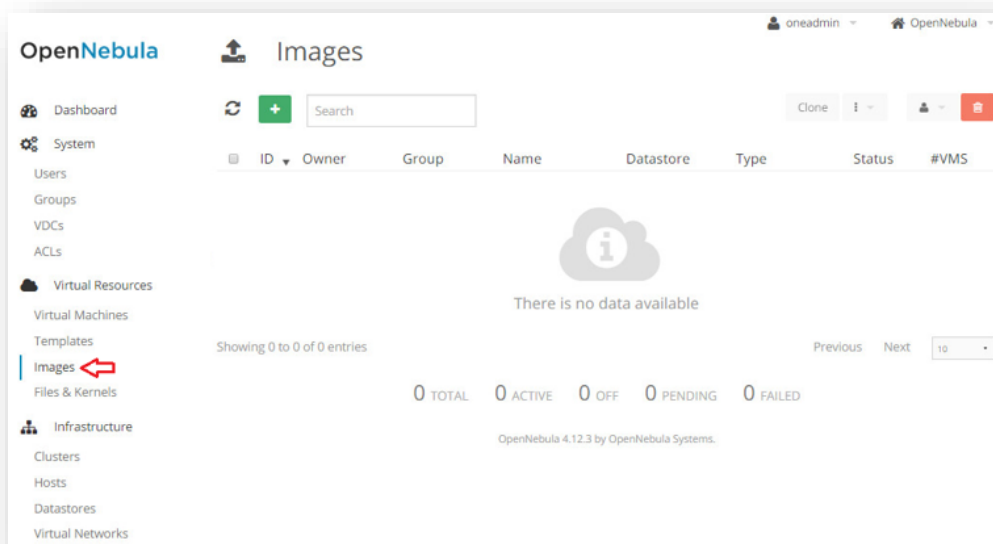 oneadmin
OpenNebula
OpenNebula
Images
Dashboard
System
Users
Groups
VDCs
ACLs
Virtual Resources
Virtual Machines
Templates
Images
Files & Kernels
Infrastructure
Clusters
Hosts
Datastores
Virtual Networks
Search
Clone
ID Owner Group Name Datastore Type Status #VMS
There is no data available
Showing 0 to 0 of 0 entries
Previous Next 10
0 TOTAL 0 ACTIVE 0 OFF 0 PENDING 0 FAILED
OpenNebula 4.12.3 by OpenNebula Systems.